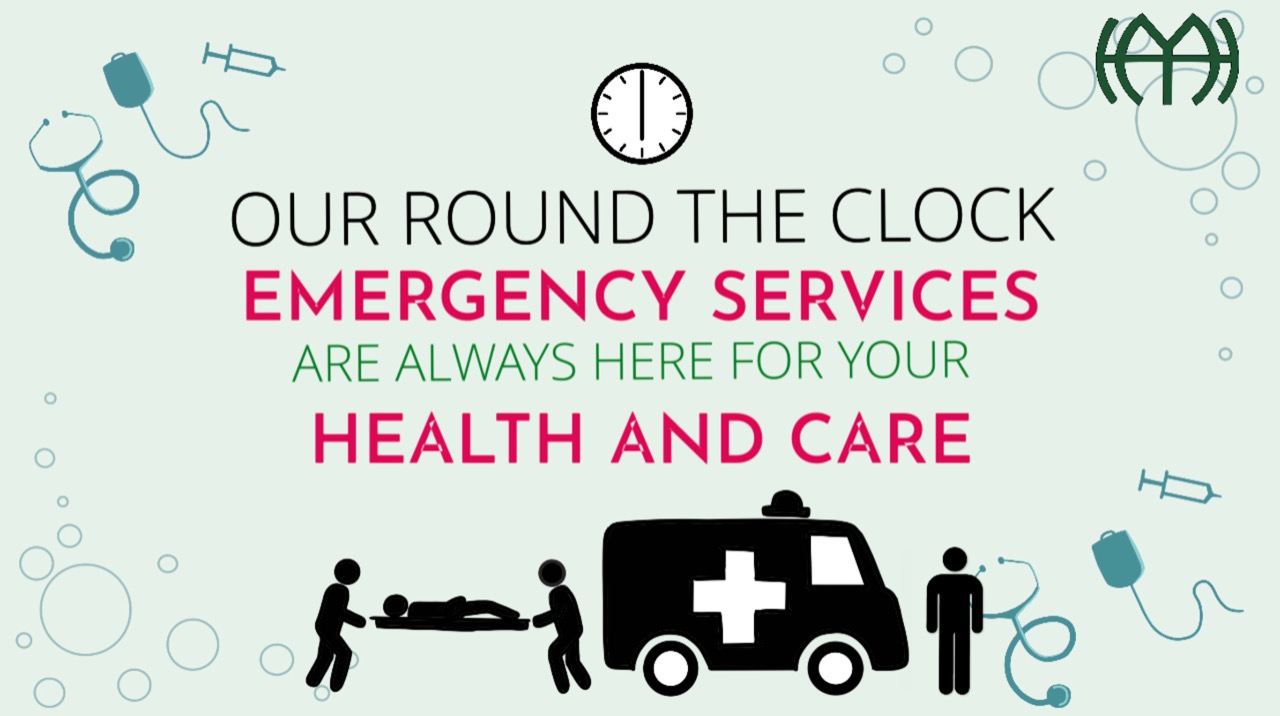 OUR ROUND THE CLOCK
EMERGENCY SERVICES
ARE ALWAYS HERE FOR YOUR
HEALTH AND CARE